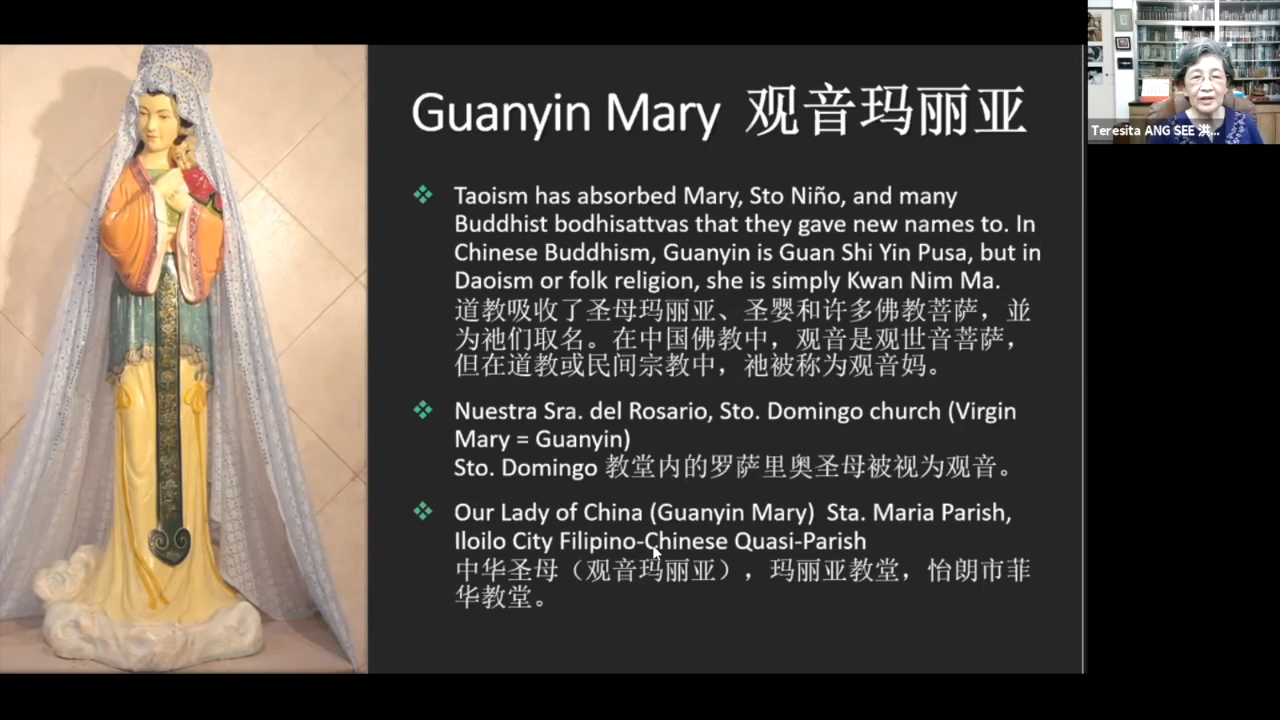 Guanyin Mary 观音玛丽亚
Taoism has absorbed Mary, Sto Niño, and many
Buddhist bodhisattvas that they gave new names to. In
Chinese Buddhism, Guanyin is Guan Shi Yin Pusa, but in
Daoism or folk religion, she is simply Kwan Nim Ma.
道教吸收了圣母玛丽亚、圣婴和许多佛教菩萨，並
为祂们取名。在中国佛教中，观音是观世音菩萨，
但在道教或民间宗教中，祂被称为观音妈。
Nuestra Sra. del Rosario, Sto. Domingo church (Virgin
Mary = Guanyin)
Sto. Domingo 教堂内的罗萨里奥圣母被视为观音。
Our Lady of China (Guanyin Mary) Sta. Maria Parish,
Iloilo City Filipino-Chinese Quasi-Parish
中华圣母（观音玛丽亚），玛丽亚教堂，怡朗市菲
华教堂。
Teresita ANG SEE 洪...